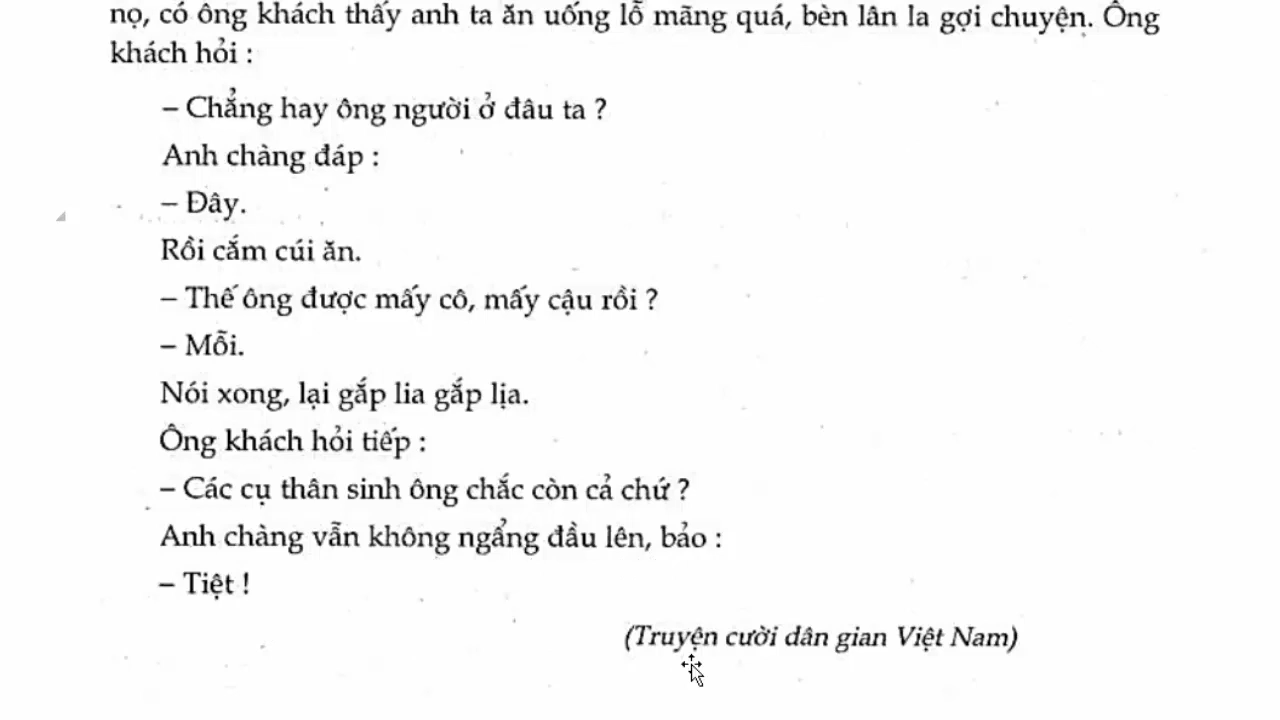 nọ, có ông khách thấy anh ta ăn uống lỗ mãng quá, bèn lân la gợi chuyện. Ông
khách hỏi :
– Chẳng hay ông người ở đâu ta ?
Anh chàng đáp :
– Đây.
Rồi cắm cúi ăn.
– Thế ông được mấy cô, mấy cậu rồi ?
– Mỗi.
Nói xong, lại gắp lia gắp lịa.
Ông khách hỏi tiếp :
– Các cụ thân sinh ông chắc còn cả chứ ?
Anh chàng vẫn không ngẩng đầu lên, bảo :
– Tiệt !
(Truyện cười dân gian Việt Nam)